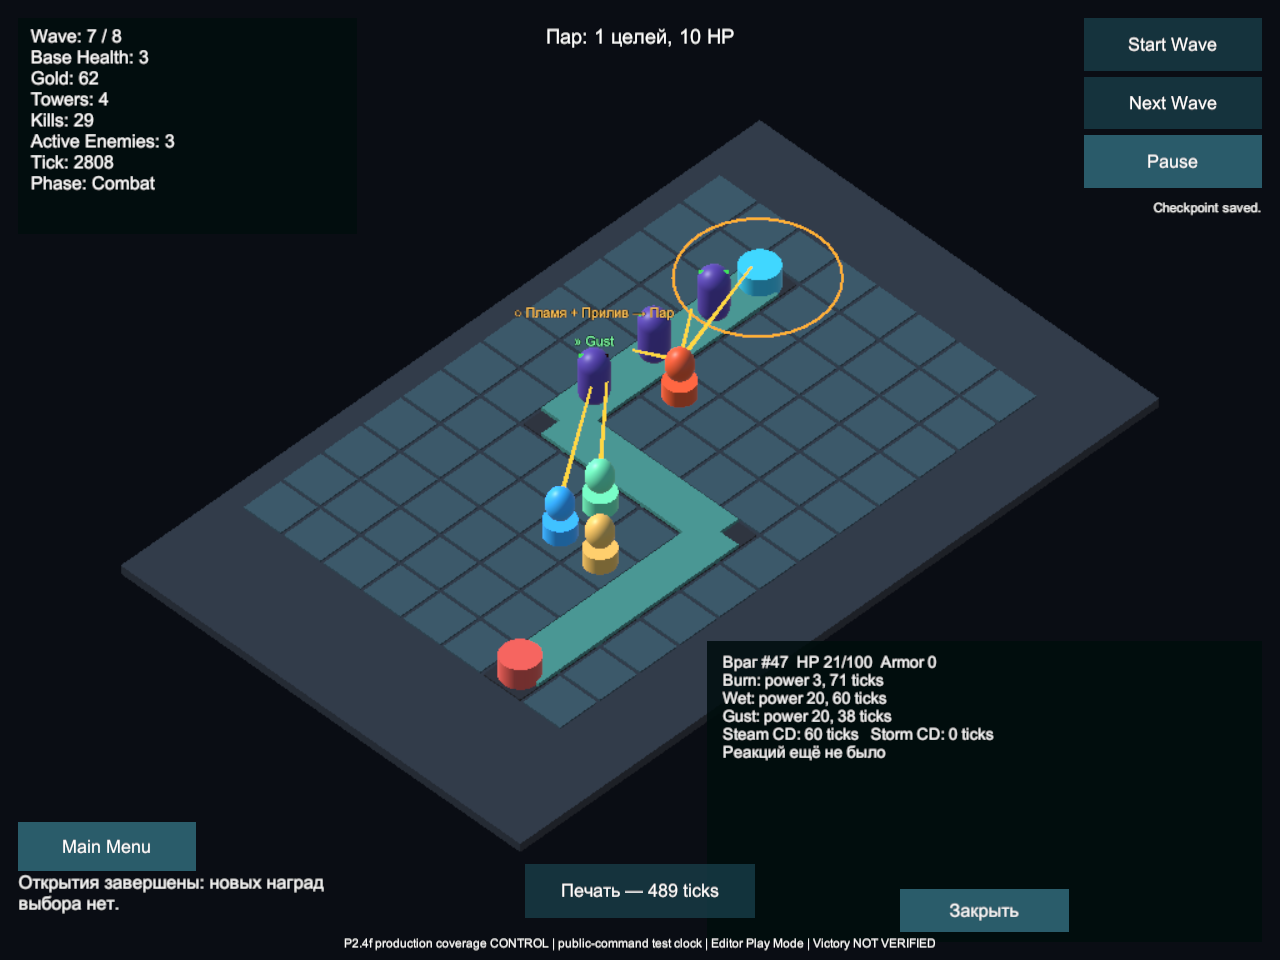 Wave: 7 / 8
Base Health: 3
Gold: 62
Towers: 4
Kills: 29
Active Enemies: 3
Tick: 2808
Phase: Combat
Пар: 1 целей, 10 HP
Start Wave
Next Wave
Pause
Checkpoint saved.
○ Пламя + Прилив → Пар
» Gust
Враг #47 HP 21/100 Armor 0
Burn: power 3, 71 ticks
Wet: power 20, 60 ticks
Gust: power 20, 38 ticks
Steam CD: 60 ticks Storm CD: 0 ticks
Реакций ещё не было
Main Menu
Открытия завершены: новых наград
выбора нет.
Печать — 489 ticks
Закрыть
P2.4f production coverage CONTROL | public-command test clock | Editor Play Mode | Victory NOT VERIFIED